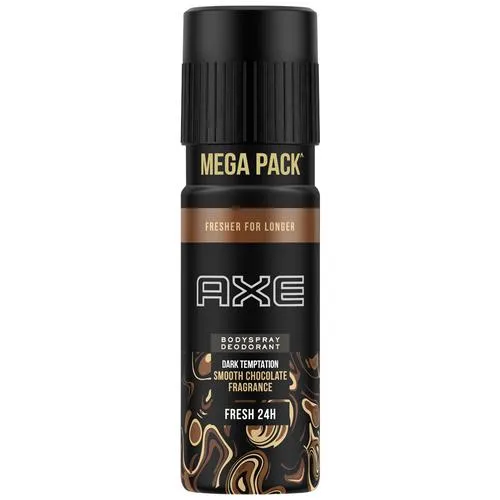 MEGA PACK^
FRESHER FOR LONGER
AXE
BODYSPRAY
DEODORANT
DARK TEMPTATION
SMOOTH CHOCOLATE
FRAGRANCE
FRESH 24H